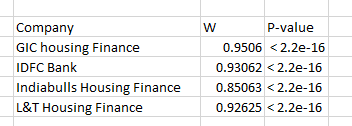 Company W P-value
GIC housing Finance 0.9506 < 2.2e-16
IDFC Bank 0.93062 < 2.2e-16
Indiabulls Housing Finance 0.85063 < 2.2e-16
L&T Housing Finance 0.92625 < 2.2e-16